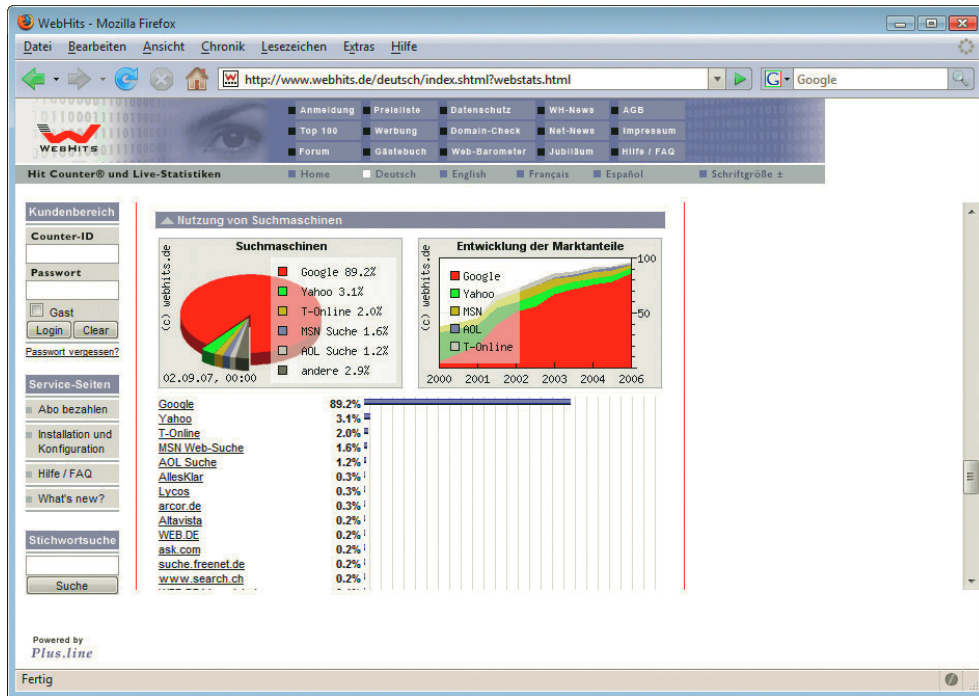 WebHits - Mozilla Firefox
Datei Bearbeiten Ansicht Chronik Lesezeichen Extras Hilfe
http://www.webhits.de/deutsch/index.shtml?webstats.html
Google
Anmeldung Preisliste Datenschutz WH-News AGB
Top 100 Werbung Domain-Check Net-News Impressum
Forum Gästebuch Web-Barometer Jubiläum Hilfe / FAQ
WEBHITS
Hit Counter® und Live-Statistiken Home Deutsch English Français Español Schriftgröße ±
Kundenbereich
Counter-ID
Passwort
Gast
Login Clear
Passwort vergessen?
Service-Seiten
Abo bezahlen
Installation und
Konfiguration
Hilfe / FAQ
What's new?
Stichwortsuche
Suche
Powered by
Plus.line
Nutzung von Suchmaschinen
Suchmaschinen
(c) webhits.de
Google 89.2%
Yahoo 3.1%
T-Online 2.0%
MSN Suche 1.6%
AOL Suche 1.2%
andere 2.9%
02.09.07, 00:00
Entwicklung der Marktanteile
(c) webhits.de
Google
Yahoo
MSN
AOL
T-Online
100
50
2000 2001 2002 2003 2004 2006
Google 89.2%
Yahoo 3.1%
T-Online 2.0%
MSN Web-Suche 1.6%
AOL Suche 1.2%
AllesKlar 0.3%
Lycos 0.3%
arcor.de 0.3%
Altavista 0.2%
WEB.DE 0.2%
ask.com 0.2%
suche.freenet.de 0.2%
www.search.ch 0.2%
Fertig